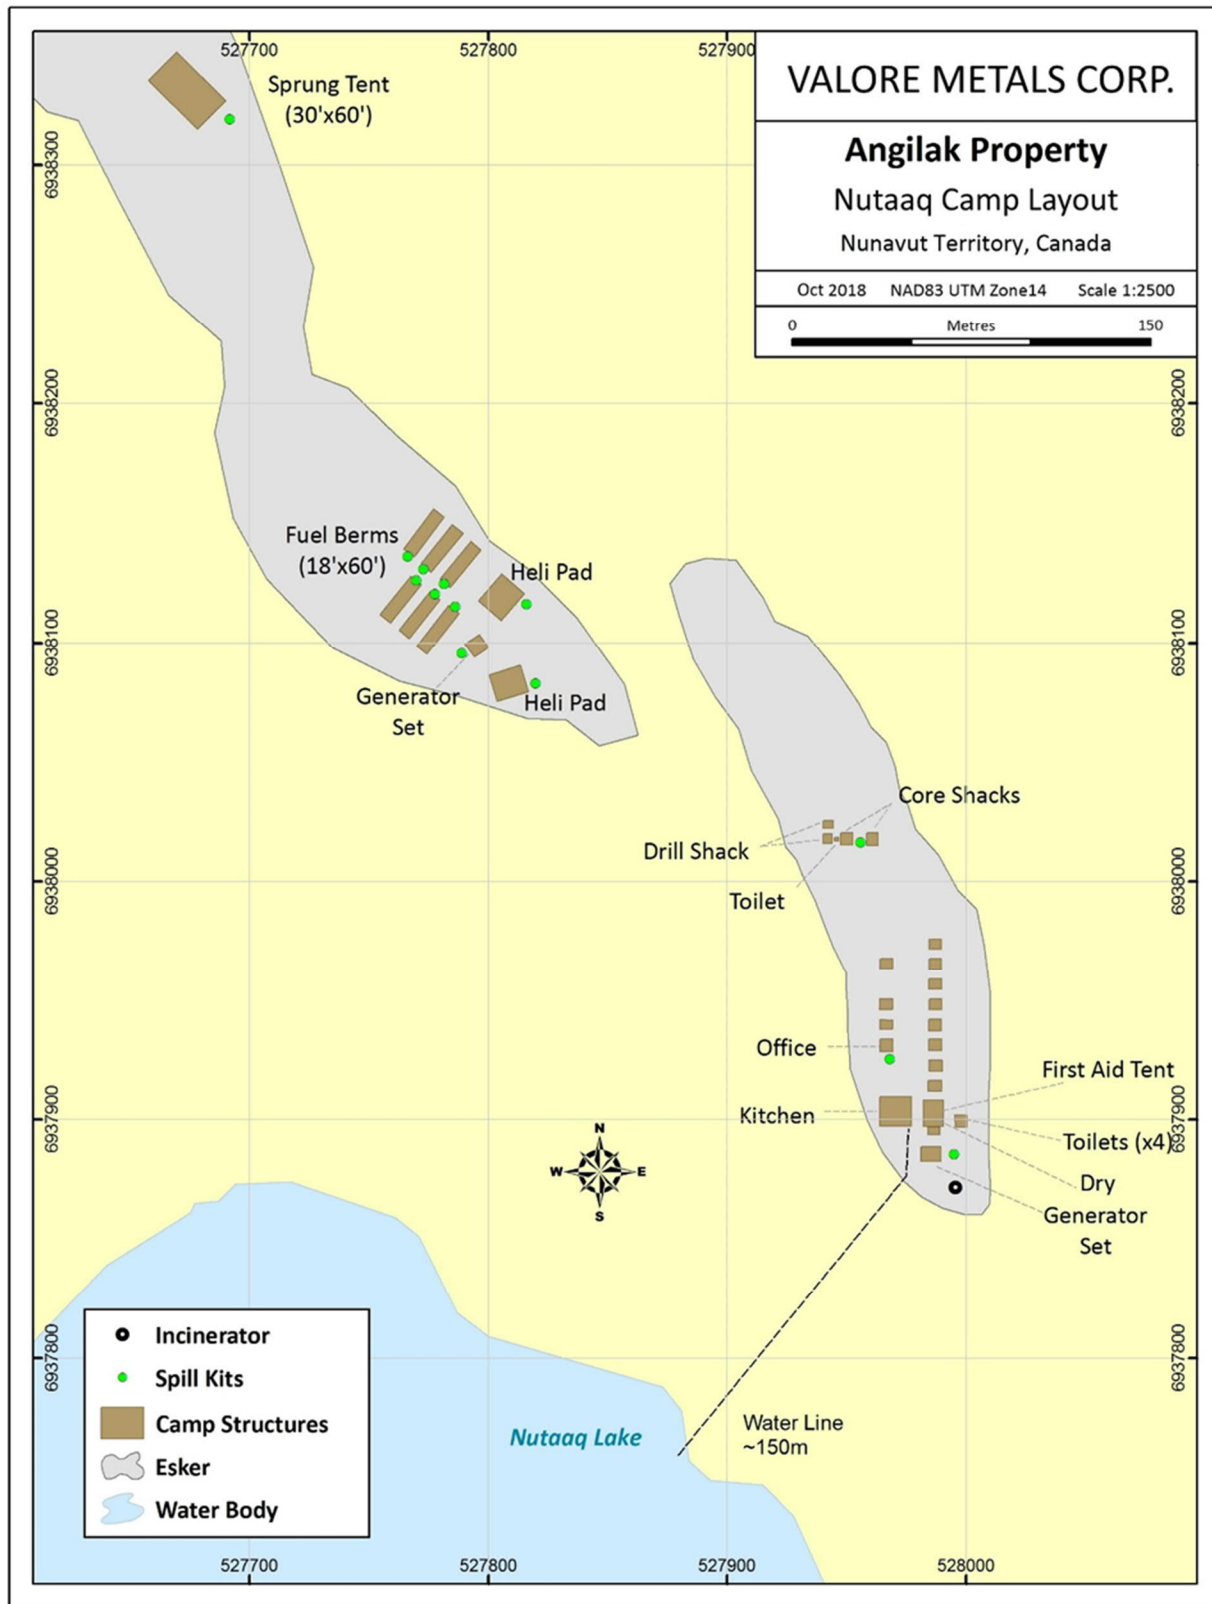 527700
527800
527900
VALORE METALS CORP.
Angilak Property
Nutaaq Camp Layout
Nunavut Territory, Canada
Oct 2018 NAD83 UTM Zone14 Scale 1:2500
0 Metres 150
Sprung Tent
(30'x60')
6938300
6938200
6938200
Fuel Berms
(18'x60')
Heli Pad
6938100
6938100
Generator
Set
Heli Pad
Core Shacks
Drill Shack
Toilet
6938000
6938000
Office
First Aid Tent
Kitchen
6937900
6937900
Toilets (x4)
Dry
Generator
Set
N
W E
S
6937800
6937800
Incinerator
Spill Kits
Camp Structures
Esker
Water Body
Nutaaq Lake
Water Line
~150m
527700
527800
527900
528000